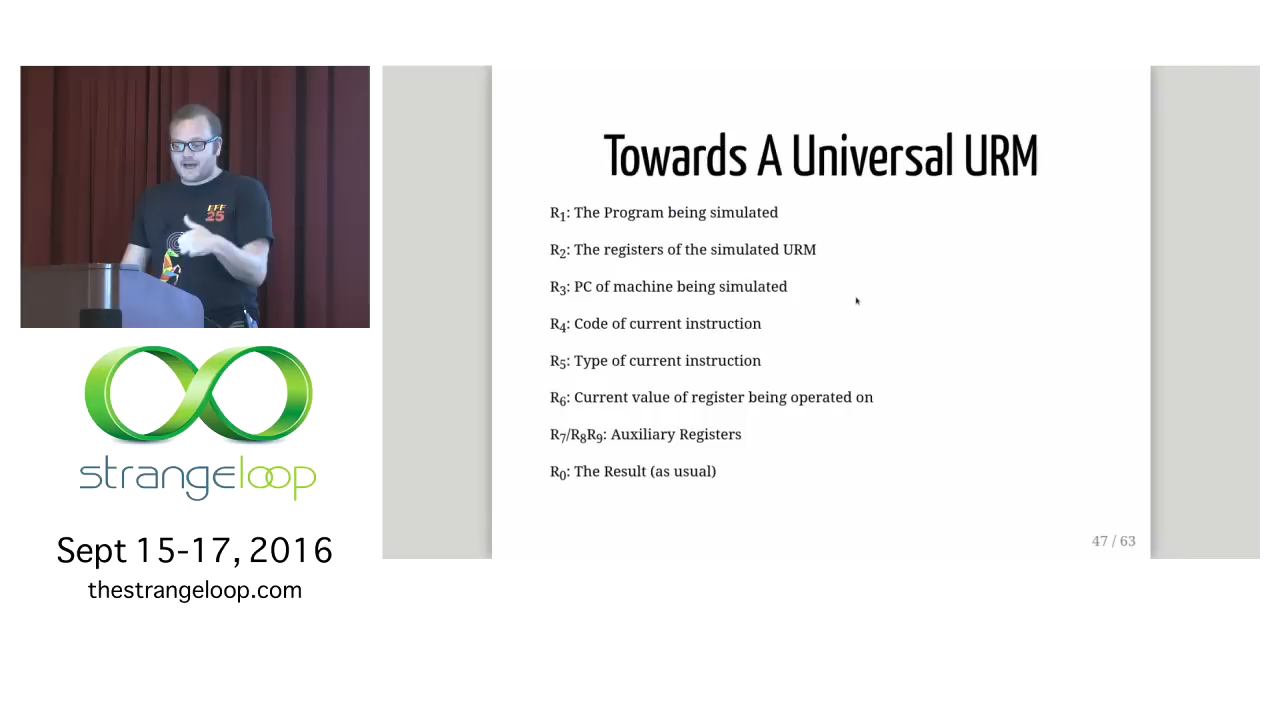 EFF
25
strangeloop
Sept 15-17, 2016
thestrangeloop.com
Towards A Universal URM
R1: The Program being simulated
R2: The registers of the simulated URM
R3: PC of machine being simulated
R4: Code of current instruction
R5: Type of current instruction
R6: Current value of register being operated on
R7/R8R9: Auxiliary Registers
R0: The Result (as usual)
47 / 63